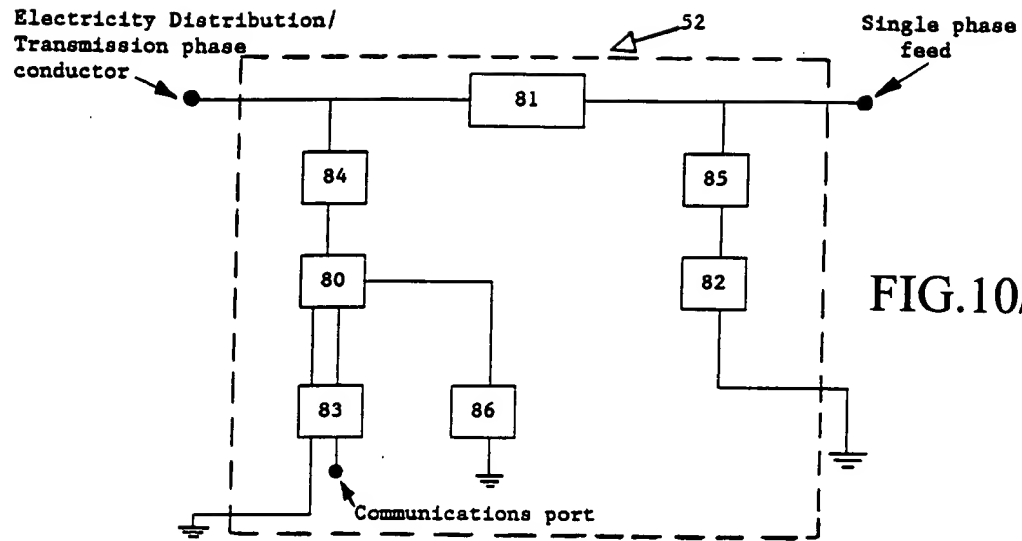 Electricity Distribution/
Transmission phase
conductor
52
Single phase
feed
81
84
85
80
82
FIG.10
83
86
Communications port